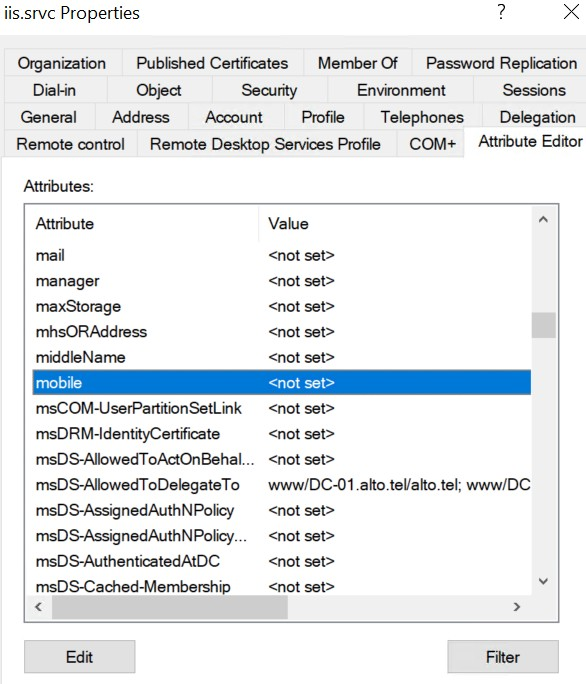 iis.srvc Properties ?
Organization Published Certificates Member Of Password Replication
Dial-in Object Security Environment Sessions
General Address Account Profile Telephones Delegation
Remote control Remote Desktop Services Profile COM+ Attribute Editor
Attributes:
Attribute Value
mail <not set>
manager <not set>
maxStorage <not set>
mhsORAddress <not set>
middleName <not set>
mobile <not set>
msCOM-UserPartitionSetLink <not set>
msDRM-IdentityCertificate <not set>
msDS-AllowedToActOnBehal... <not set>
msDS-AllowedToDelegateTo www/DC-01.alto.tel/alto.tel; www/DC
msDS-AssignedAuthNPolicy <not set>
msDS-AssignedAuthNPolicy... <not set>
msDS-AuthenticatedAtDC <not set>
msDS-Cached-Membership <not set>
Edit Filter